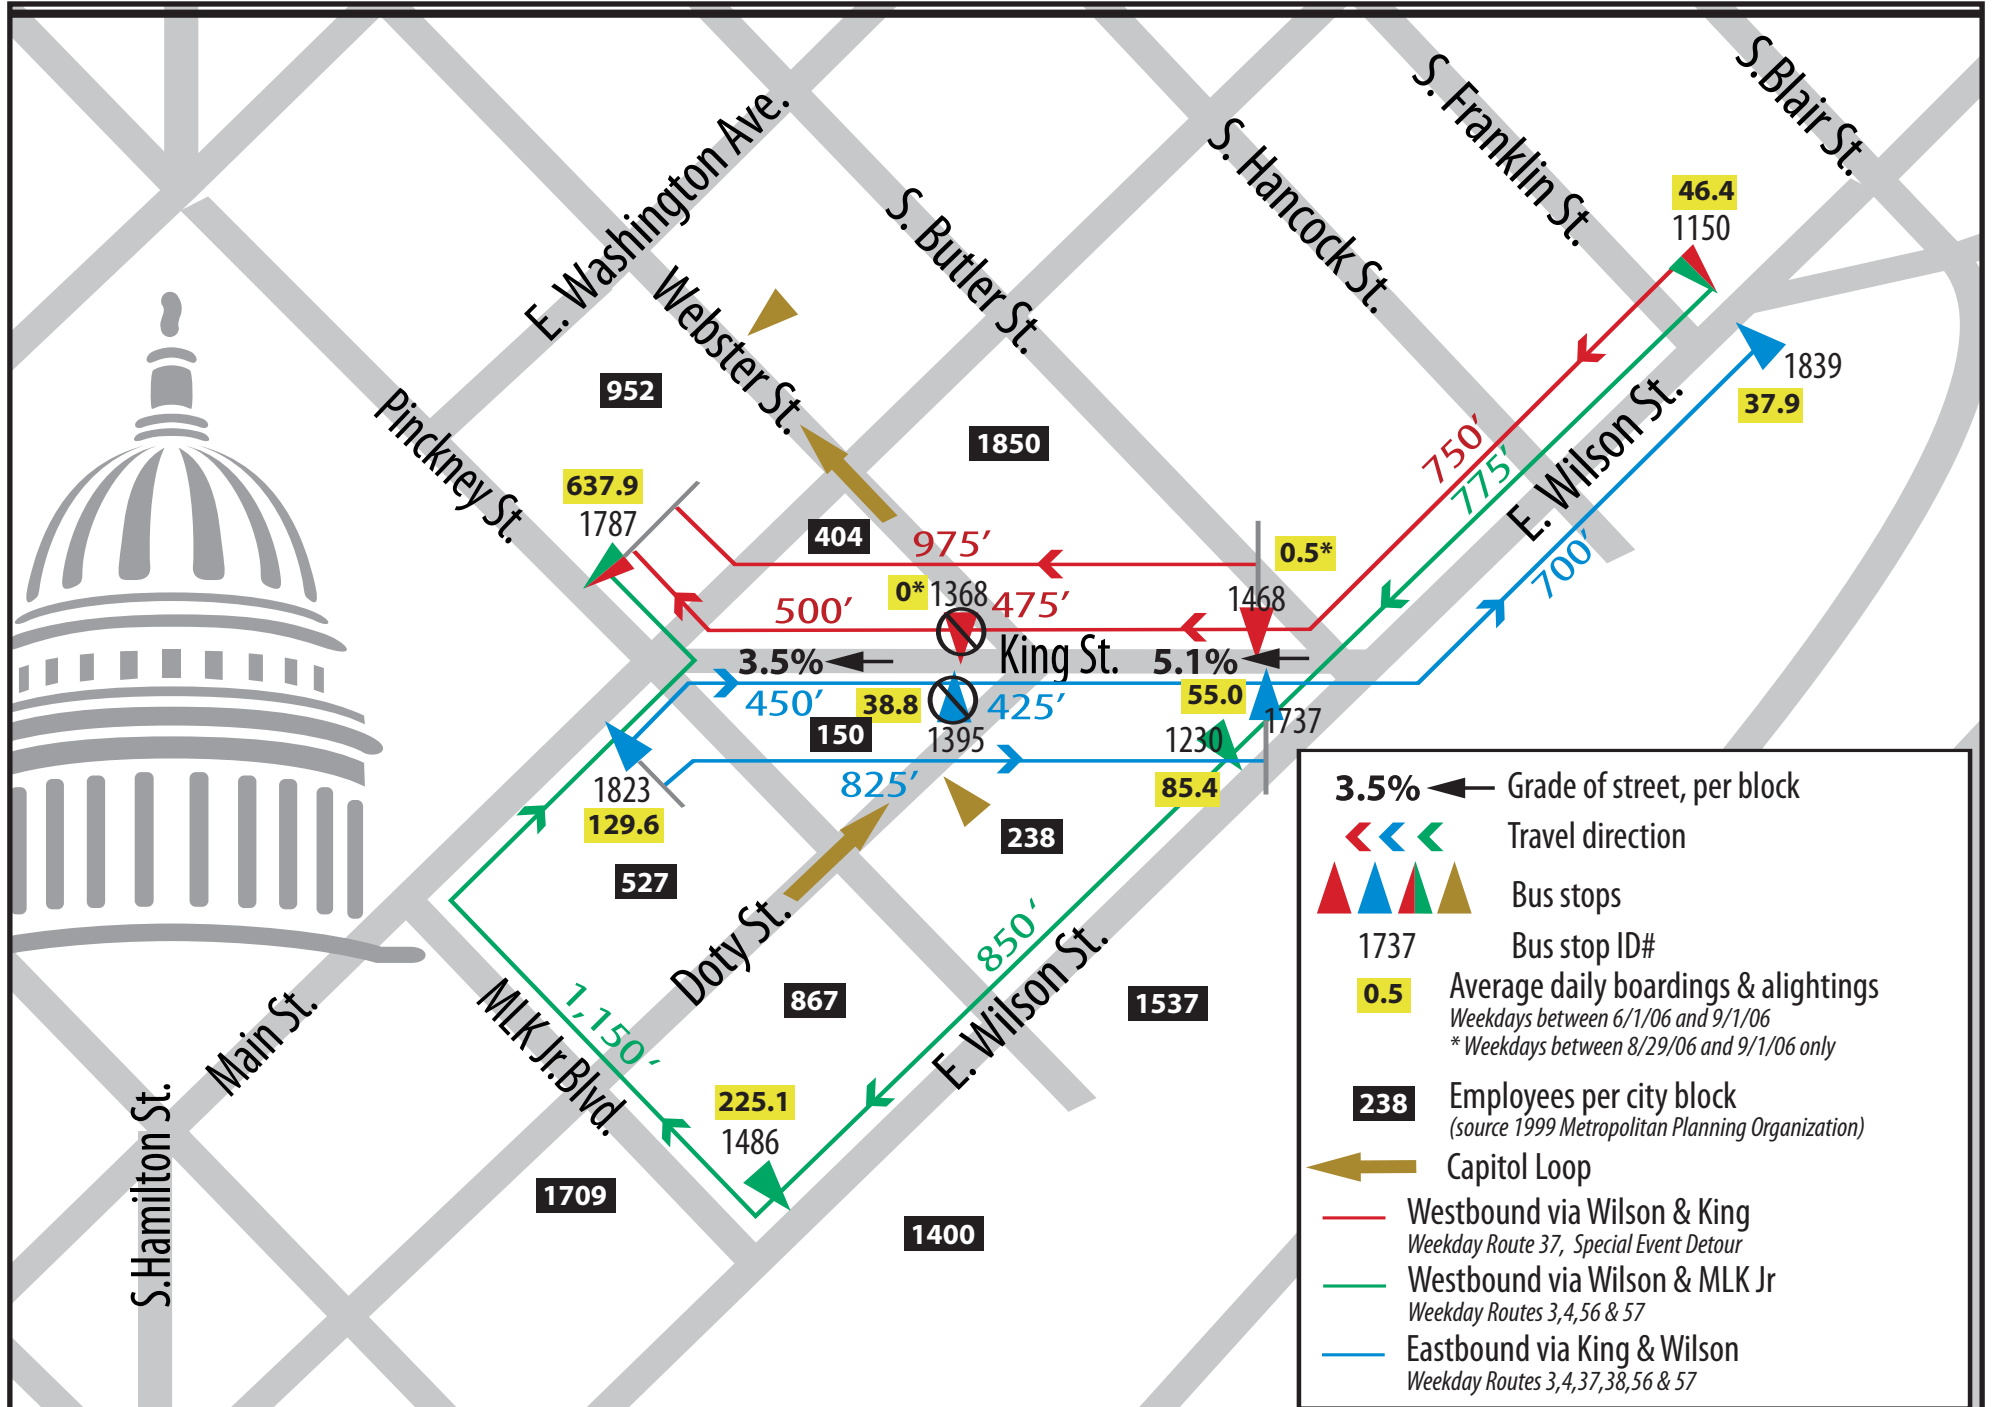 S.Blair St.
S. Franklin St.
E. Washington Ave.
S. Hancock St.
46.4
1150
S. Butler St.
Webster St.
1839
37.9
952
Pinckney St.
1850
750’
775’
E. Wilson St.
637.9
1787
404
975’
0.5*
700’
0*
1368
475’
1468
500’
King St.
3.5%
5.1%
450’
38.8
425’
55.0
150
1395
1230
1737
825’
85.4
1823
129.6
238
527
Doty St.
850’
867
E. Wilson St.
1537
1,150’
MLK Jr.Blvd.
Main St.
225.1
1486
S.Hamilton St.
1709
1400
3.5% Grade of street, per block
Travel direction
Bus stops
1737 Bus stop ID#
0.5 Average daily boardings & alightings
Weekdays between 6/1/06 and 9/1/06
* Weekdays between 8/29/06 and 9/1/06 only
238 Employees per city block
(source 1999 Metropolitan Planning Organization)
Capitol Loop
Westbound via Wilson & King
Weekday Route 37, Special Event Detour
Westbound via Wilson & MLK Jr
Weekday Routes 3,4,56 & 57
Eastbound via King & Wilson
Weekday Routes 3,4,37,38,56 & 57